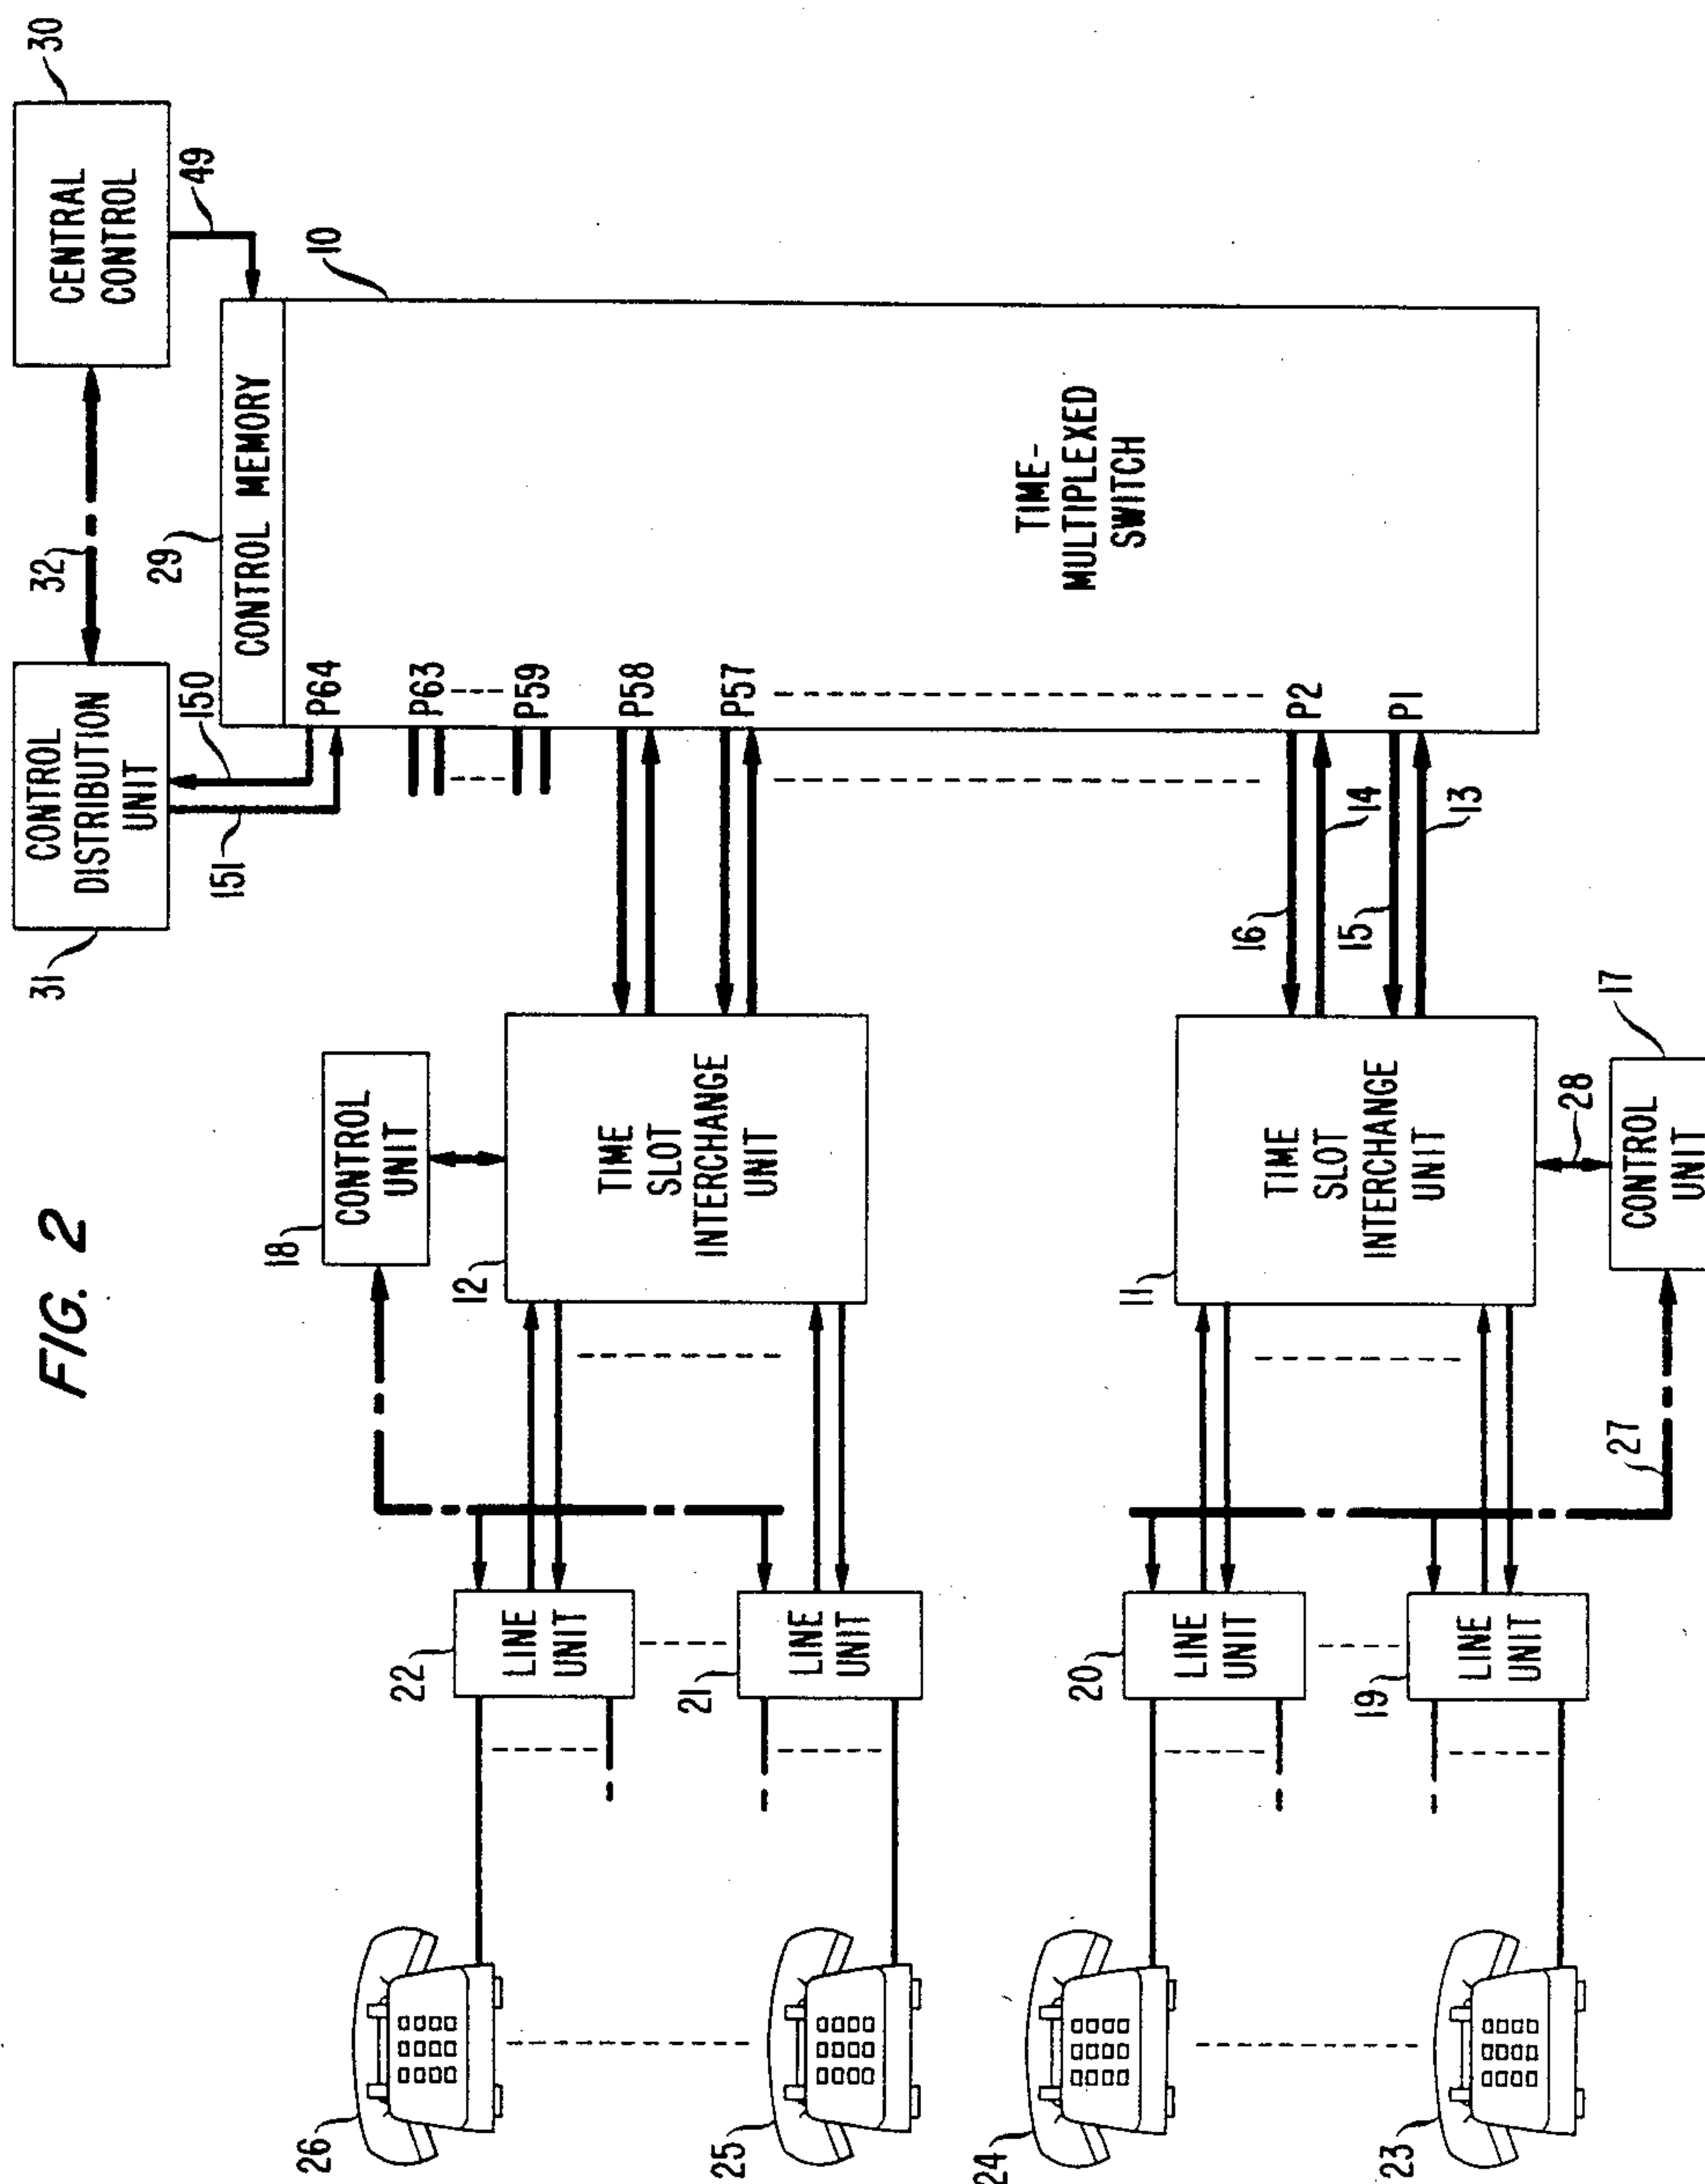 FIG. 2
30
CENTRAL
CONTROL
49
32
31
CONTROL
DISTRIBUTION
UNIT
150
151
29
CONTROL MEMORY
10
TIME-
MULTIPLEXED
SWITCH
P64
P63
P59
P58
P57
P2
P1
16
14
15
13
18
CONTROL
UNIT
12
TIME
SLOT
INTERCHANGE
UNIT
11
TIME
SLOT
INTERCHANGE
UNIT
28
17
CONTROL
UNIT
27
22
LINE
UNIT
21
LINE
UNIT
20
LINE
UNIT
19
LINE
UNIT
26
25
24
23